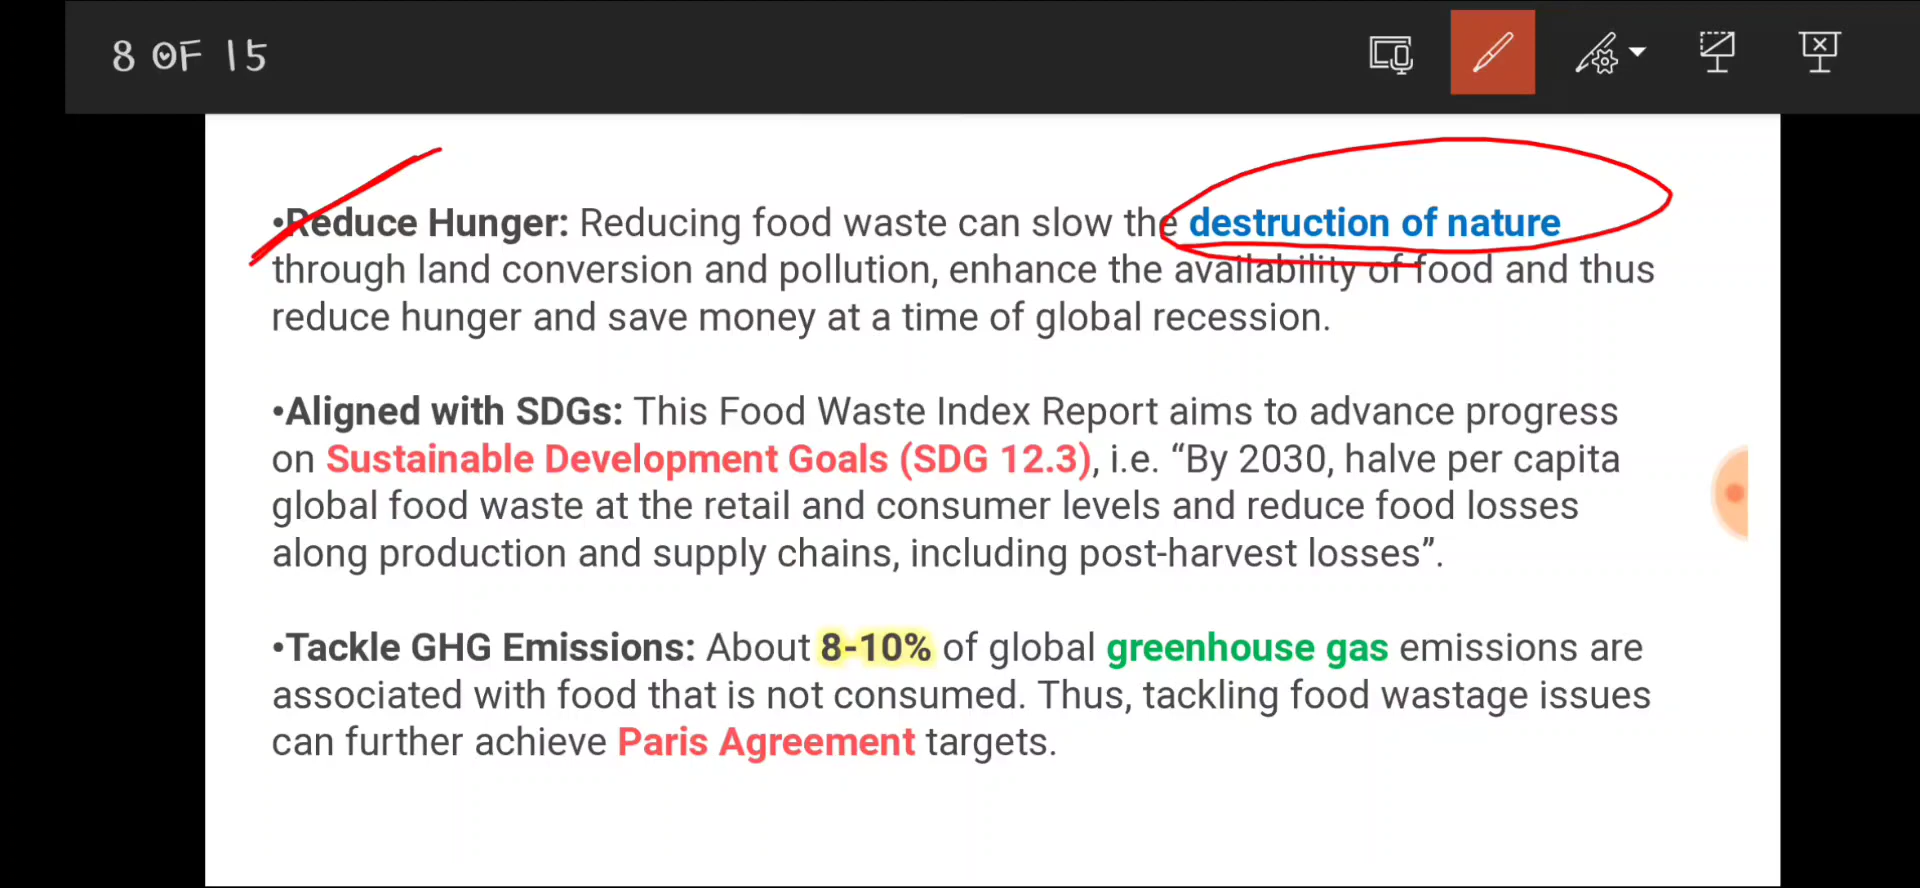 8 OF 15
•Reduce Hunger: Reducing food waste can slow the destruction of nature
through land conversion and pollution, enhance the availability of food and thus
reduce hunger and save money at a time of global recession.
•Aligned with SDGs: This Food Waste Index Report aims to advance progress
on Sustainable Development Goals (SDG 12.3), i.e. “By 2030, halve per capita
global food waste at the retail and consumer levels and reduce food losses
along production and supply chains, including post-harvest losses”.
•Tackle GHG Emissions: About 8-10% of global greenhouse gas emissions are
associated with food that is not consumed. Thus, tackling food wastage issues
can further achieve Paris Agreement targets.